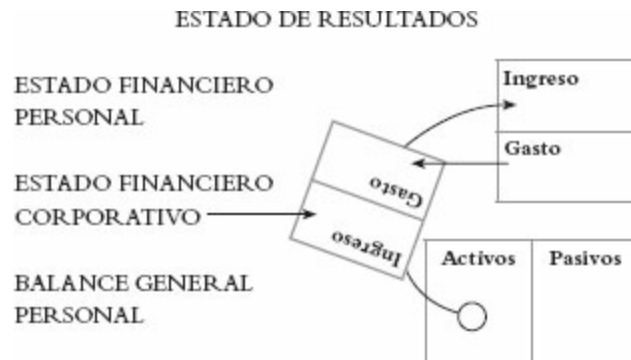 ESTADO DE RESULTADOS
ESTADO FINANCIERO
PERSONAL
Ingreso
Gasto
ESTADO FINANCIERO
CORPORATIVO
Gasto
Ingreso
BALANCE GENERAL
PERSONAL
Activos
Pasivos